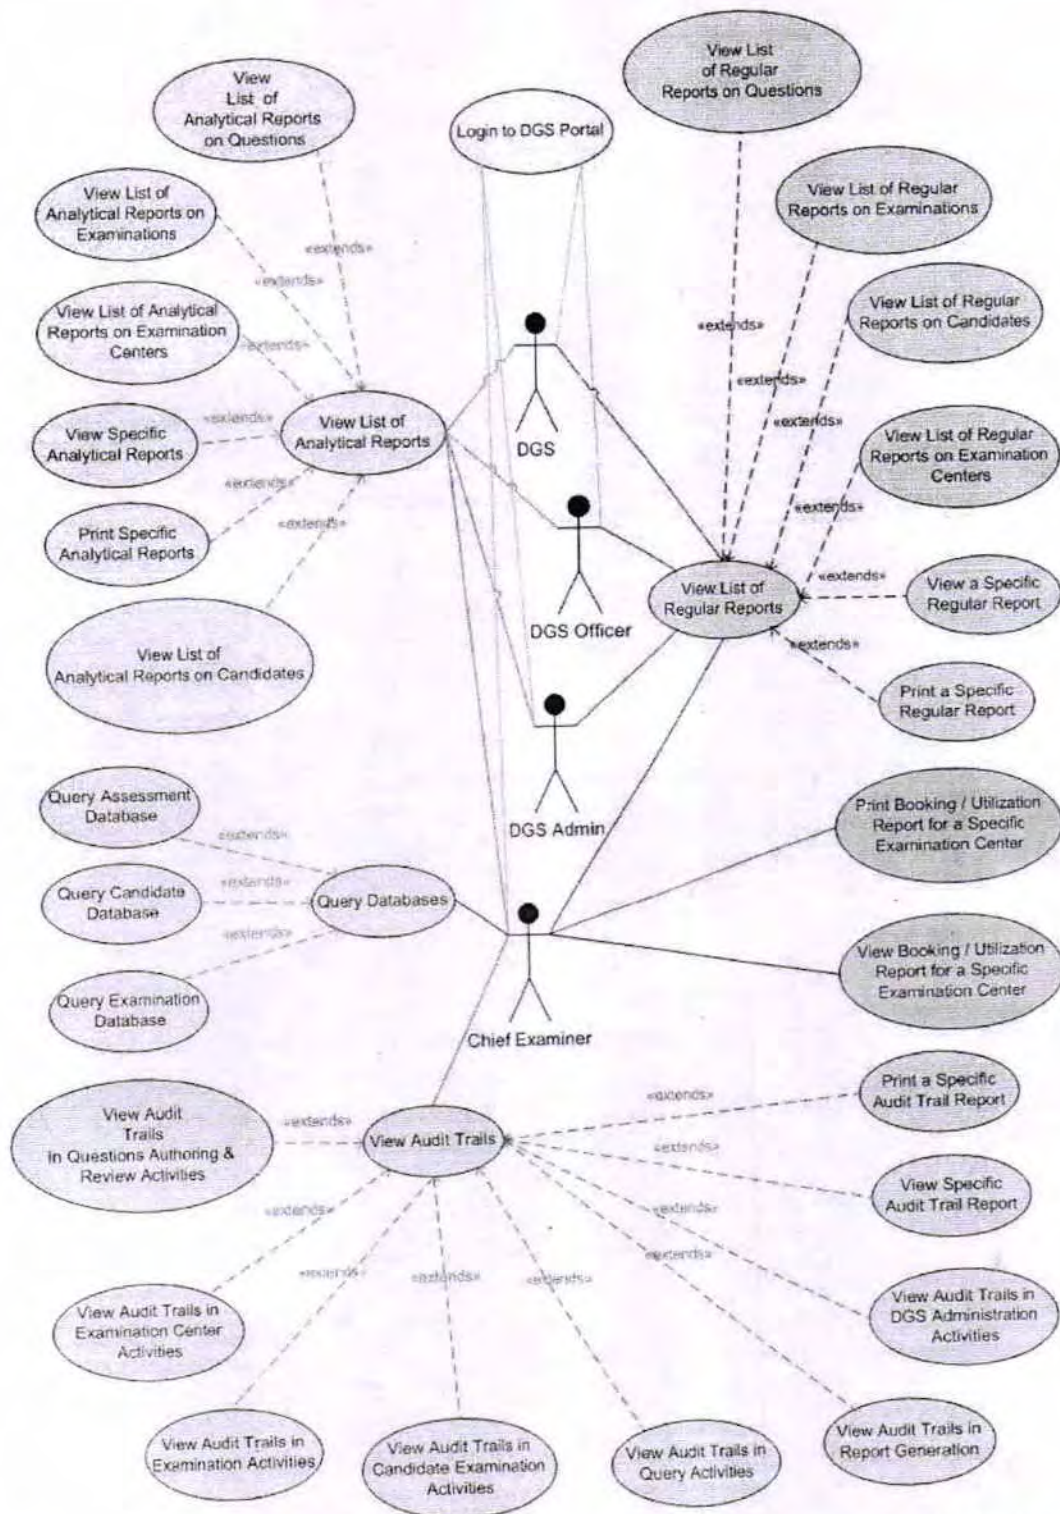 View
List of
Analytical Reports
on Questions
Login to DGS Portal
View List
of Regular
Reports on Questions
View List of
Analytical Reports on
Examinations
View List of Regular
Reports on Examinations
«extends»
«extends»
View List of Analytical
Reports on Examination
Centers
«extends»
View List of Regular
Reports on Candidates
«extends»
«extends»
View Specific
Analytical Reports
«extends»
View List of
Analytical Reports
DGS
«extends»
View List of Regular
Reports on Examination
Centers
«extends»
Print Specific
Analytical Reports
«extends»
«extends»
View List of
Analytical Reports on Candidates
DGS Officer
View List of
Regular Reports
«extends»
View a Specific
Regular Report
«extends»
Print a Specific
Regular Report
DGS Admin
Query Assessment
Database
«extends»
Print Booking / Utilization
Report for a Specific
Examination Center
Query Candidate
Database
«extends»
Query Databases
«extends»
Query Examination
Database
Chief Examiner
View Booking / Utilization
Report for a Specific
Examination Center
View Audit
Trails
in Questions Authoring &
Review Activities
«extends»
View Audit Trails
«extends»
Print a Specific
Audit Trail Report
«extends»
View Specific
Audit Trail Report
«extends»
«extends»
«extends»
«extends»
«extends»
«extends»
View Audit Trails in
Examination Center
Activities
View Audit Trails in
DGS Administration
Activities
View Audit Trails in
Examination Activities
View Audit Trails in
Candidate Examination
Activities
View Audit Trails in
Query Activities
View Audit Trails in
Report Generation